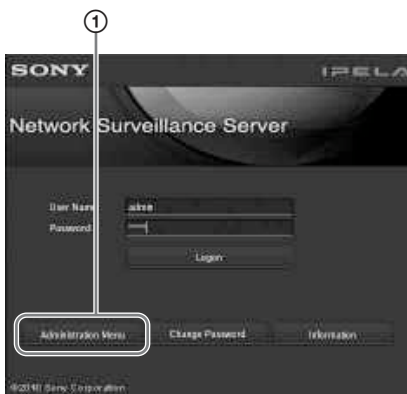 ①
SONY IPELA
Network Surveillance Server
User Name admin
Password
Logon
Administration Menu Change Password Information
©2010 Sony Corporation